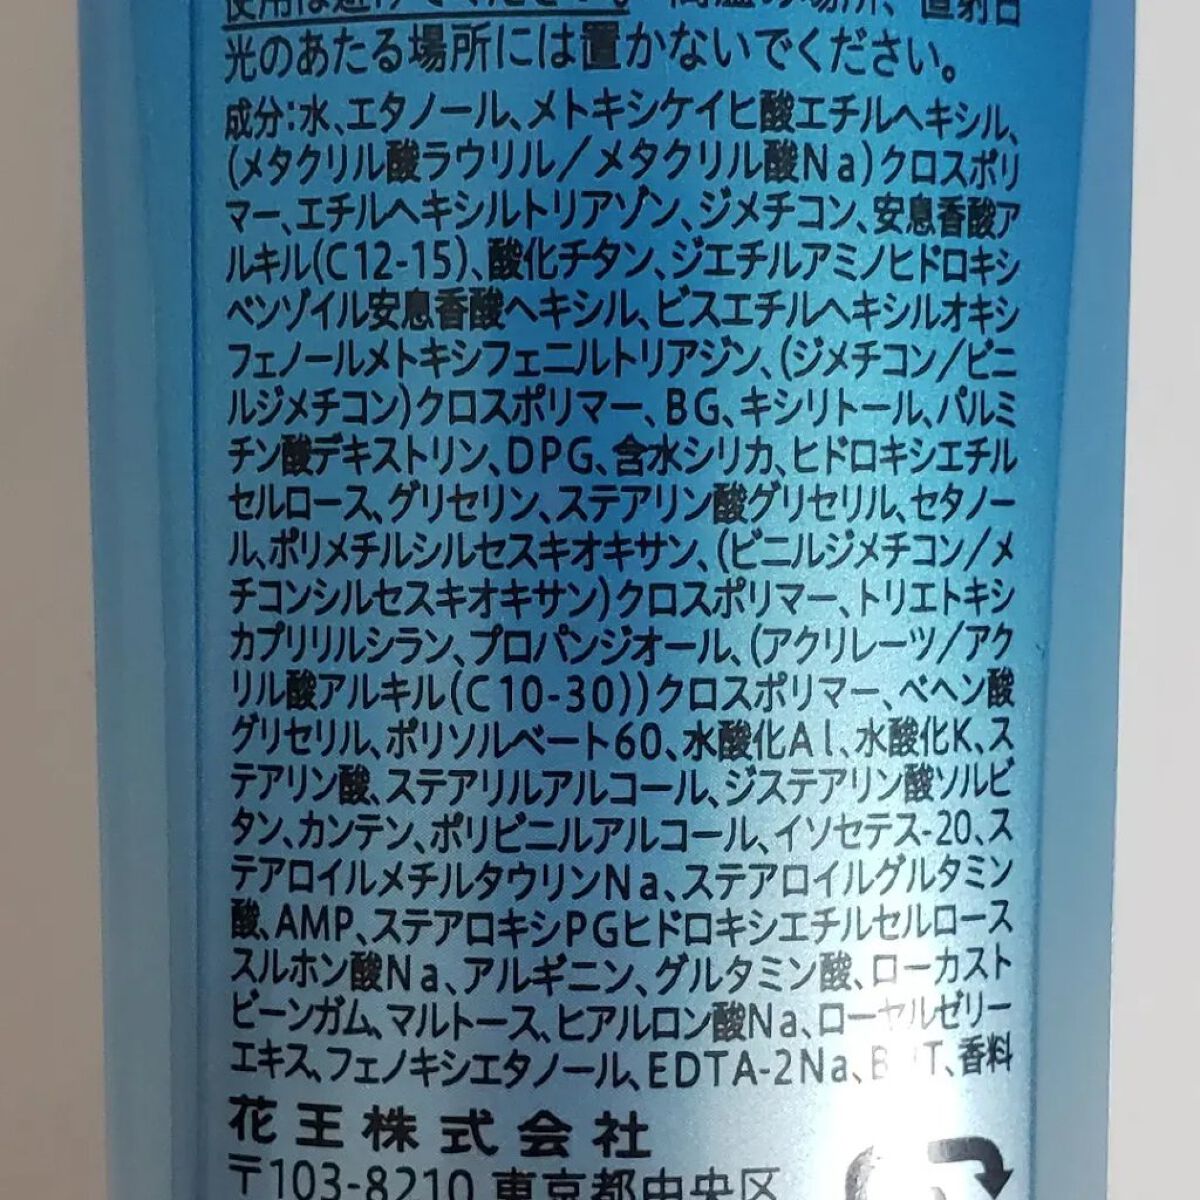 使用は避けてください。高温の場所、直射日
光のあたる場所には置かないでください。
成分:水、エタノール、メトキシケイヒ酸エチルヘキシル、
(メタクリル酸ラウリル/メタクリル酸Na)クロスポリ
マー、エチルヘキシルトリアゾン、ジメチコン、安息香酸ア
ルキル(C12-15)、酸化チタン、ジエチルアミノヒドロキシ
ベンゾイル安息香酸ヘキシル、ビスエチルヘキシルオキシ
フェノールメトキシフェニルトリアジン、(ジメチコン/ビニ
ルジメチコン)クロスポリマー、BG、キシリトール、パルミ
チン酸デキストリン、DPG、含水シリカ、ヒドロキシエチル
セルロース、グリセリン、ステアリン酸グリセリル、セタノー
ル、ポリメチルシルセスキオキサン、(ビニルジメチコン/メ
チコンシルセスキオキサン)クロスポリマー、トリエトキシ
カプリリルシラン、プロパンジオール、(アクリレーツ/アク
リル酸アルキル(C10-30))クロスポリマー、ベヘン酸
グリセリル、ポリソルベート60、水酸化Al、水酸化K、ス
テアリン酸、ステアリルアルコール、ジステアリン酸ソルビ
タン、カンテン、ポリビニルアルコール、イソセテス-20、ス
テアロイルメチルタウリンNa、ステアロイルグルタミン
酸、AMP、ステアロキシPGヒドロキシエチルセルロース
スルホン酸Na、アルギニン、グルタミン酸、ローカスト
ビーンガム、マルトース、ヒアルロン酸Na、ローヤルゼリー
エキス、フェノキシエタノール、EDTA-2Na、BHT、香料
花王株式会社
〒103-8210 東京都中央区